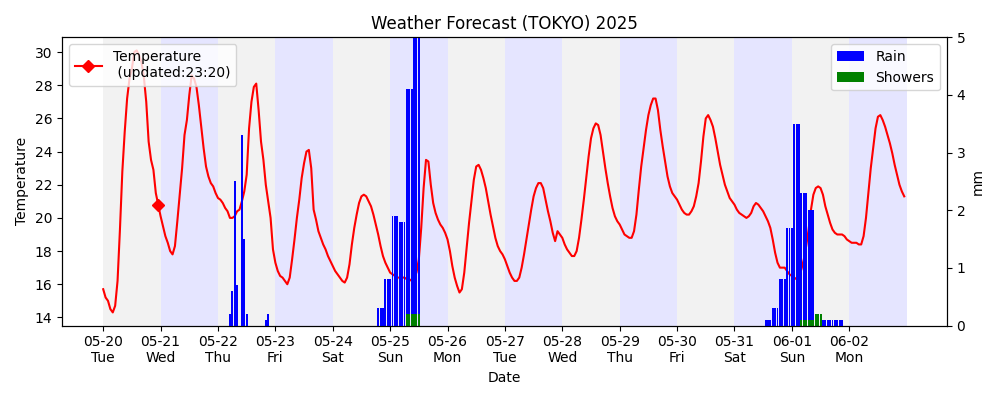 Weather Forecast (TOKYO) 2025
Temperature
(updated:23:20)
Rain
Showers
Temperature
30
28
26
24
22
20
18
16
14
5
4
3
2
1
0
mm
05-20 05-21 05-22 05-23 05-24 05-25 05-26 05-27 05-28 05-29 05-30 05-31 06-01 06-02
Tue Wed Thu Fri Sat Sun Mon Tue Wed Thu Fri Sat Sun Mon
Date